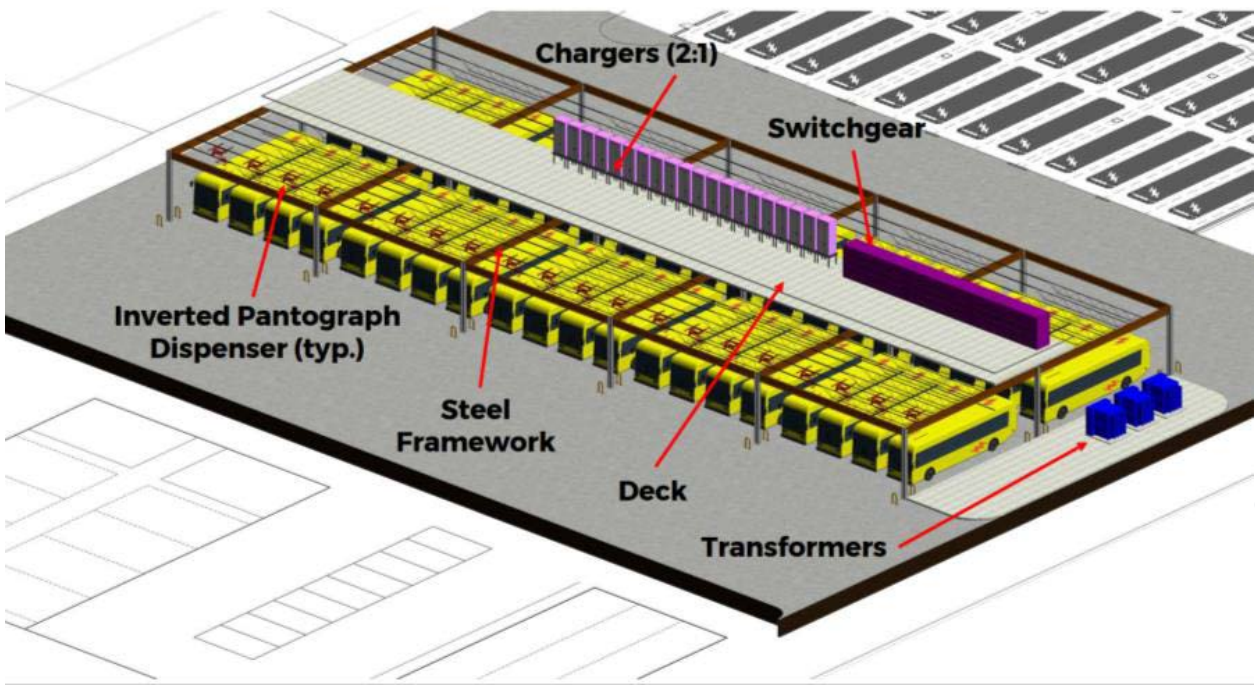 Chargers (2:1)
Switchgear
Inverted Pantograph
Dispenser (typ.)
Steel
Framework
Deck
Transformers